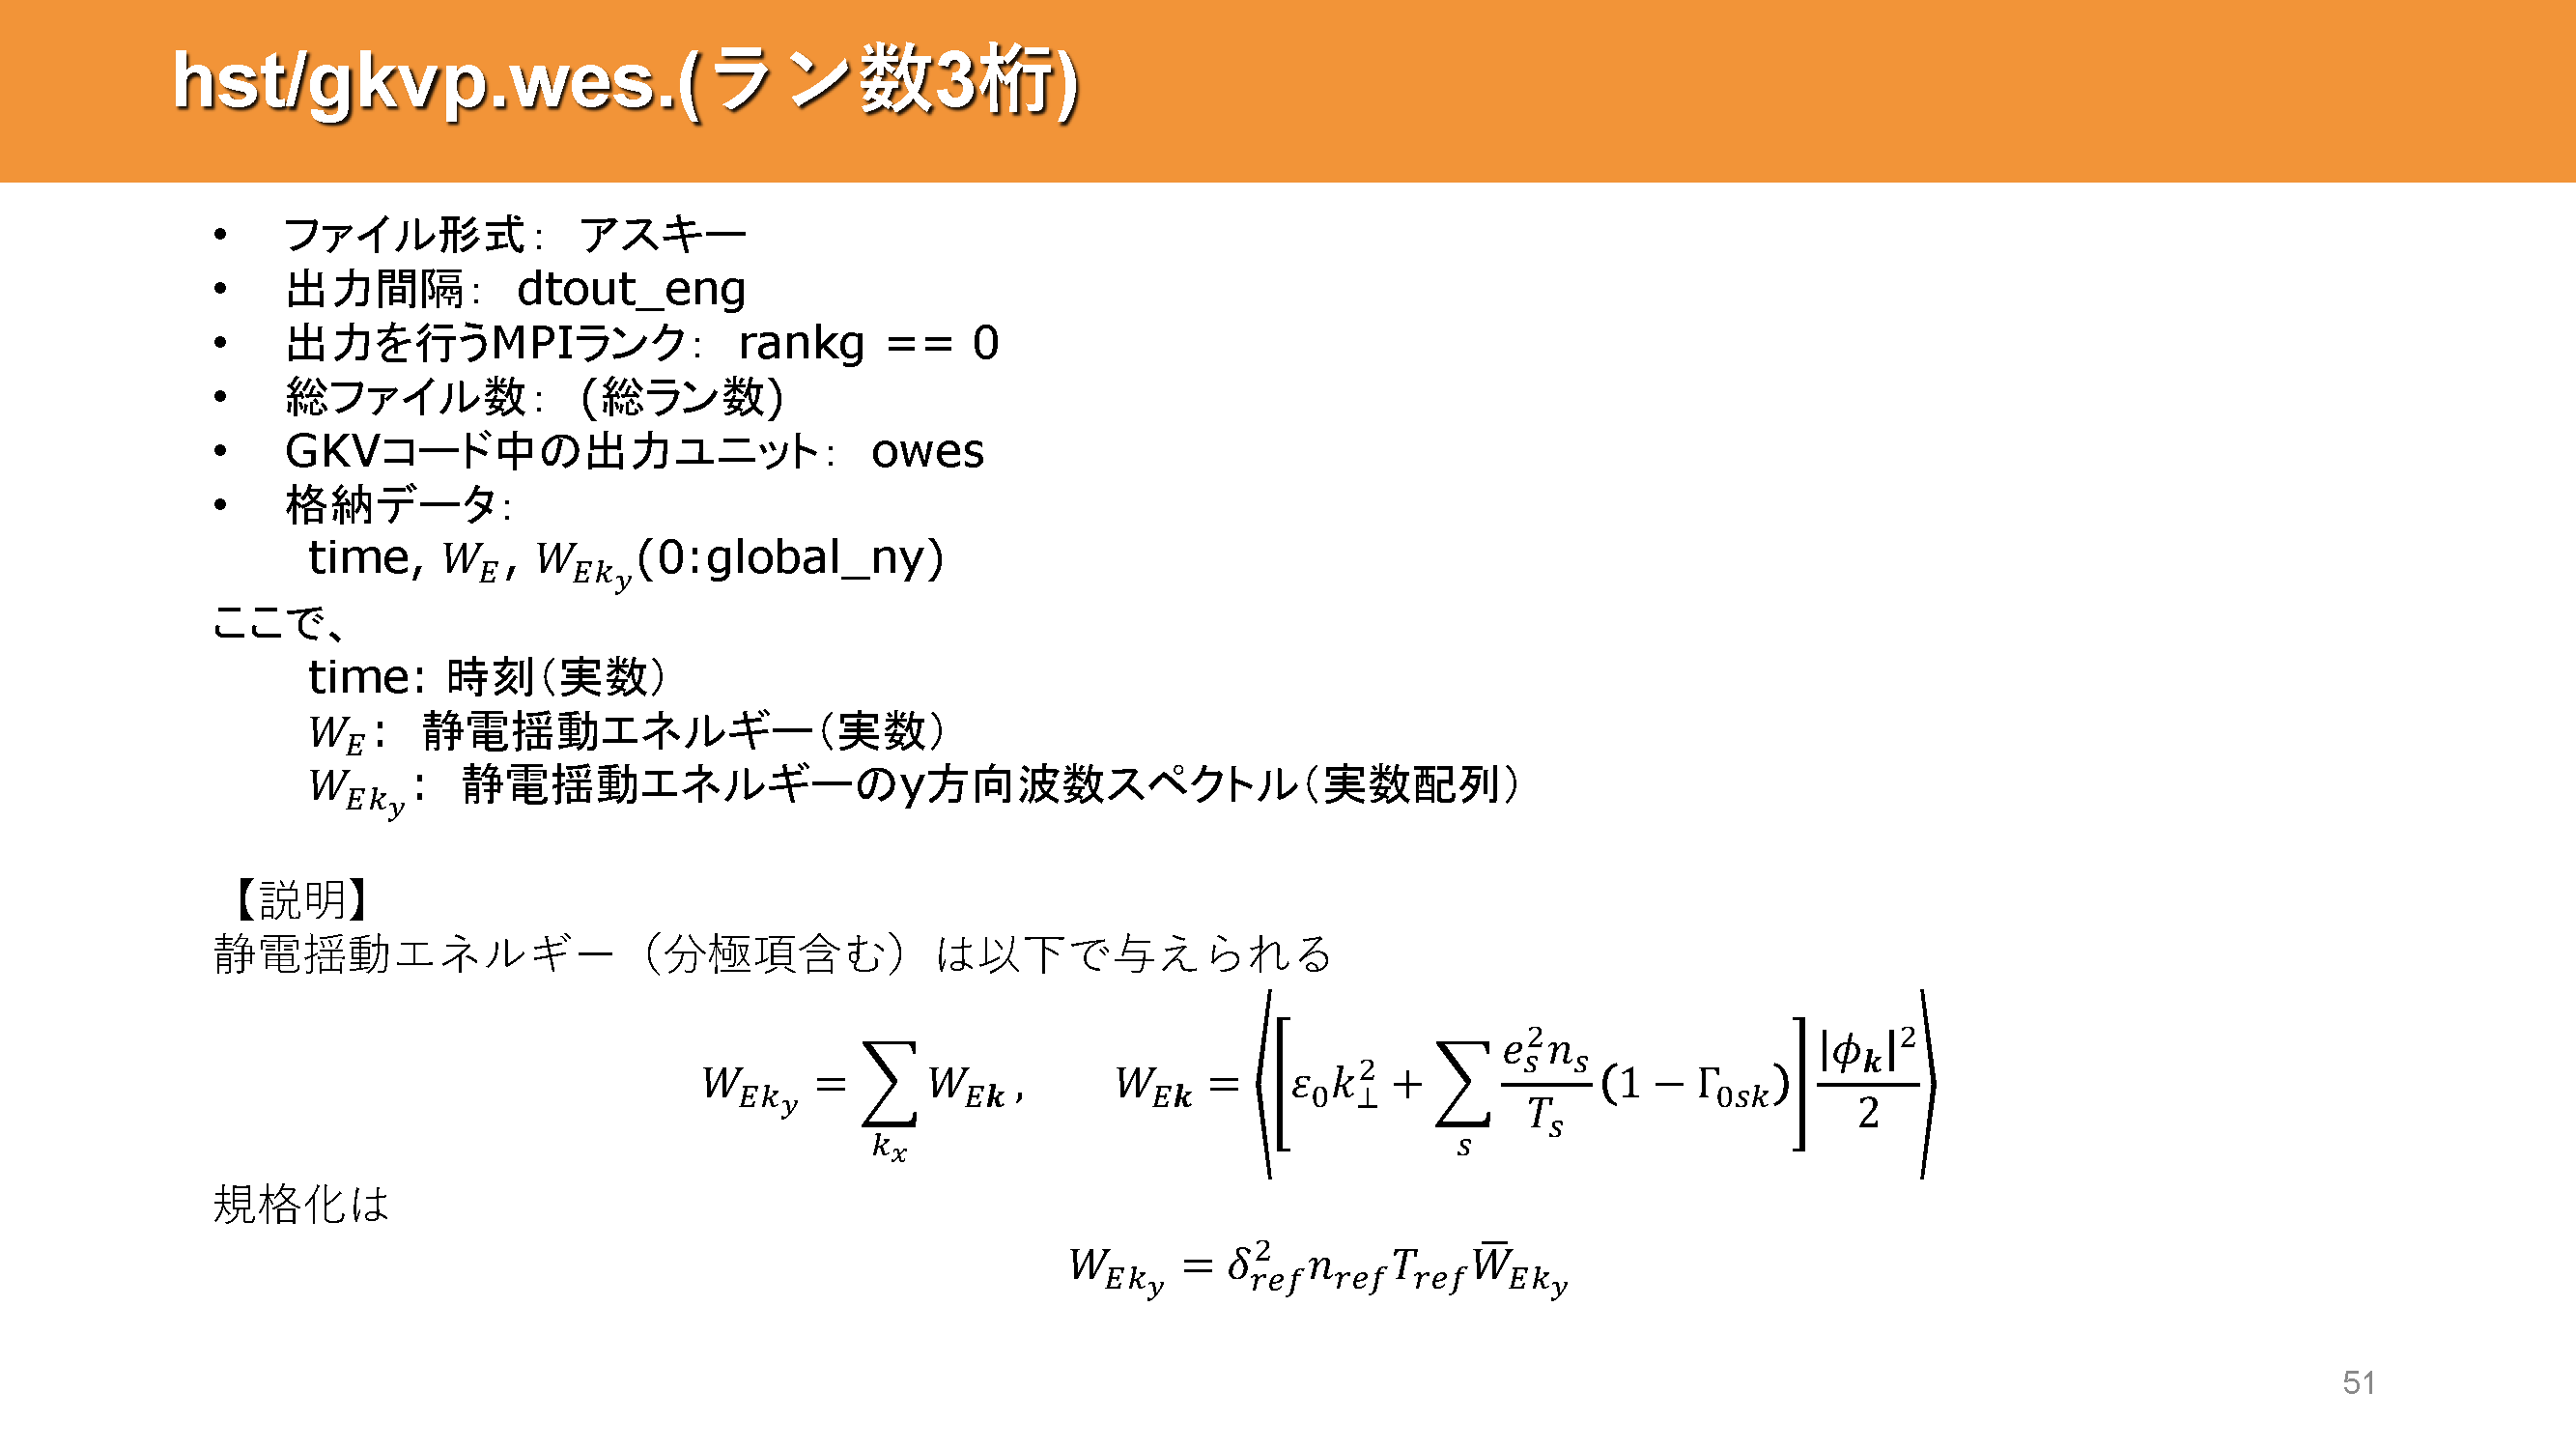 hst/gkvp.wes.(ラン数3桁)
• ファイル形式： アスキー
• 出力間隔： dtout_eng
• 出力を行うMPIランク： rankg == 0
• 総ファイル数： (総ラン数)
• GKVコード中の出力ユニット： owes
• 格納データ：
time, $W_E$, $W_{Ek_y}$(0:global_ny)
ここで、
time: 時刻（実数）
$W_E$: 静電揺動エネルギー（実数）
$W_{Ek_y}$: 静電揺動エネルギーのy方向波数スペクトル（実数配列）
【説明】
静電揺動エネルギー（分極項含む）は以下で与えられる
$W_{Ek_y} = \sum_{k_x} W_{E\boldsymbol{k}}, \quad W_{E\boldsymbol{k}} = \left\langle \left[ \varepsilon_0 k_\perp^2 + \sum_s \frac{e_s^2 n_s}{T_s} (1 - \Gamma_{0sk}) \right] \frac{|\phi_{\boldsymbol{k}}|^2}{2} \right\rangle$
規格化は
$W_{Ek_y} = \delta_{ref}^2 n_{ref} T_{ref} \bar{W}_{Ek_y}$
51